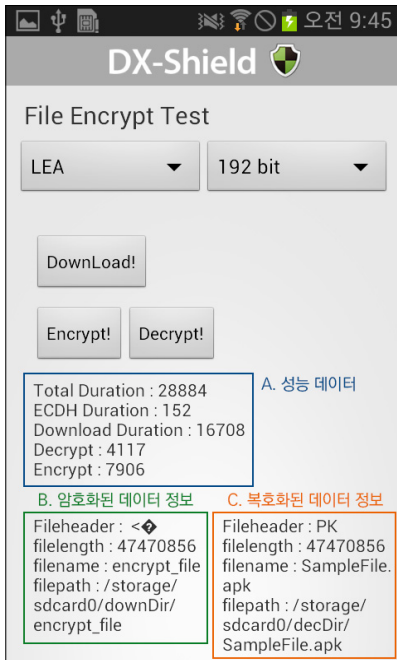 오전 9:45
DX-Shield
File Encrypt Test
LEA
192 bit
DownLoad!
Encrypt!
Decrypt!
A. 성능 데이터
Total Duration : 28884
ECDH Duration : 152
Download Duration : 16708
Decrypt : 4117
Encrypt : 7906
B. 암호화된 데이터 정보
Fileheader : <�
filelength : 47470856
filename : encrypt_file
filepath : /storage/
sdcard0/downDir/
encrypt_file
C. 복호화된 데이터 정보
Fileheader : PK
filelength : 47470856
filename : SampleFile.
apk
filepath : /storage/
sdcard0/decDir/
SampleFile.apk